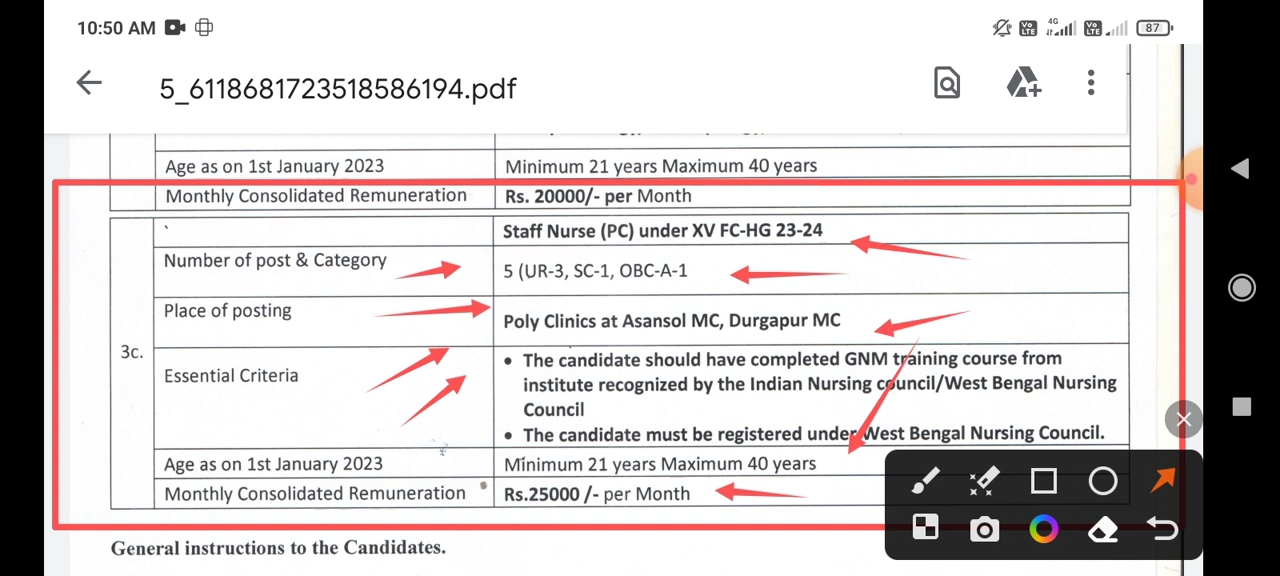 10:50 AM
4G
Vo
LTE
Vo
LTE
87
5_6118681723518586194.pdf
Age as on 1st January 2023 Minimum 21 years Maximum 40 years
Monthly Consolidated Remuneration Rs. 20000/- per Month
Staff Nurse (PC) under XV FC-HG 23-24
Number of post & Category 5 (UR-3, SC-1, OBC-A-1
Place of posting Poly Clinics at Asansol MC, Durgapur MC
3c.
Essential Criteria
• The candidate should have completed GNM training course from
institute recognized by the Indian Nursing council/West Bengal Nursing
Council
• The candidate must be registered under West Bengal Nursing Council.
Age as on 1st January 2023 Minimum 21 years Maximum 40 years
Monthly Consolidated Remuneration Rs.25000 /- per Month
General instructions to the Candidates.